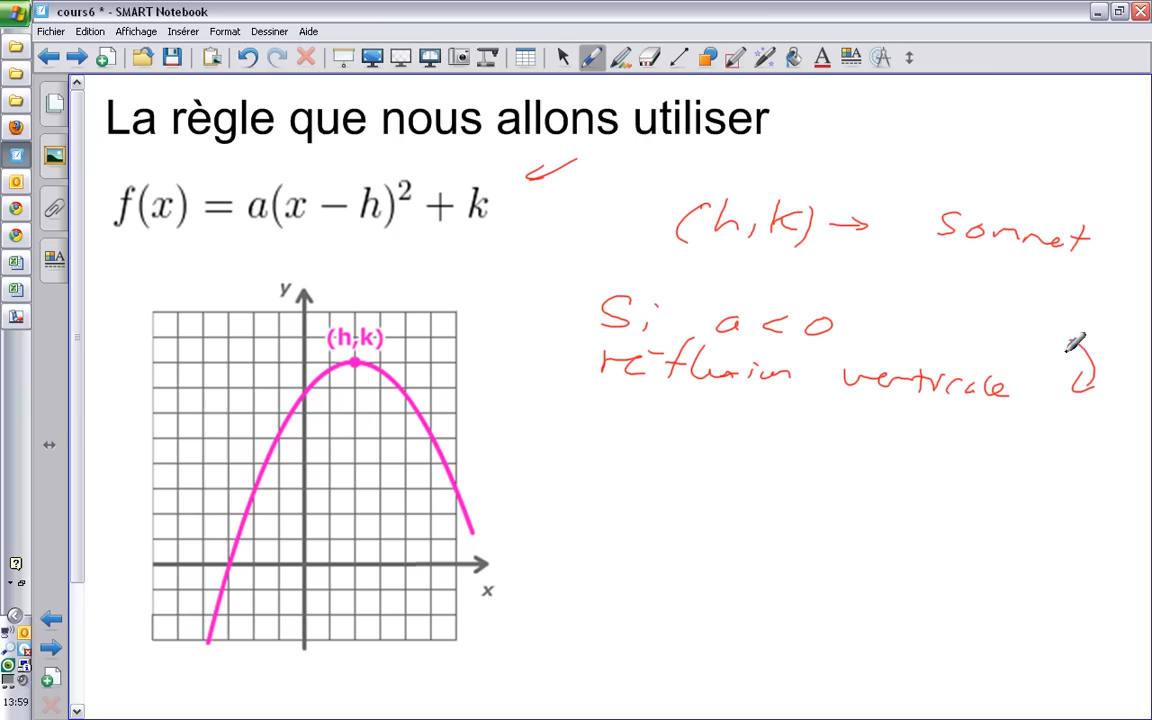 cours6 * - SMART Notebook
Fichier Edition Affichage Insérer Format Dessiner Aide
La règle que nous allons utiliser
f(x) = a(x − h)² + k
(h,k) → Sommet
Si a < 0
réflexion verticale
y
(h,k)
x
13:59